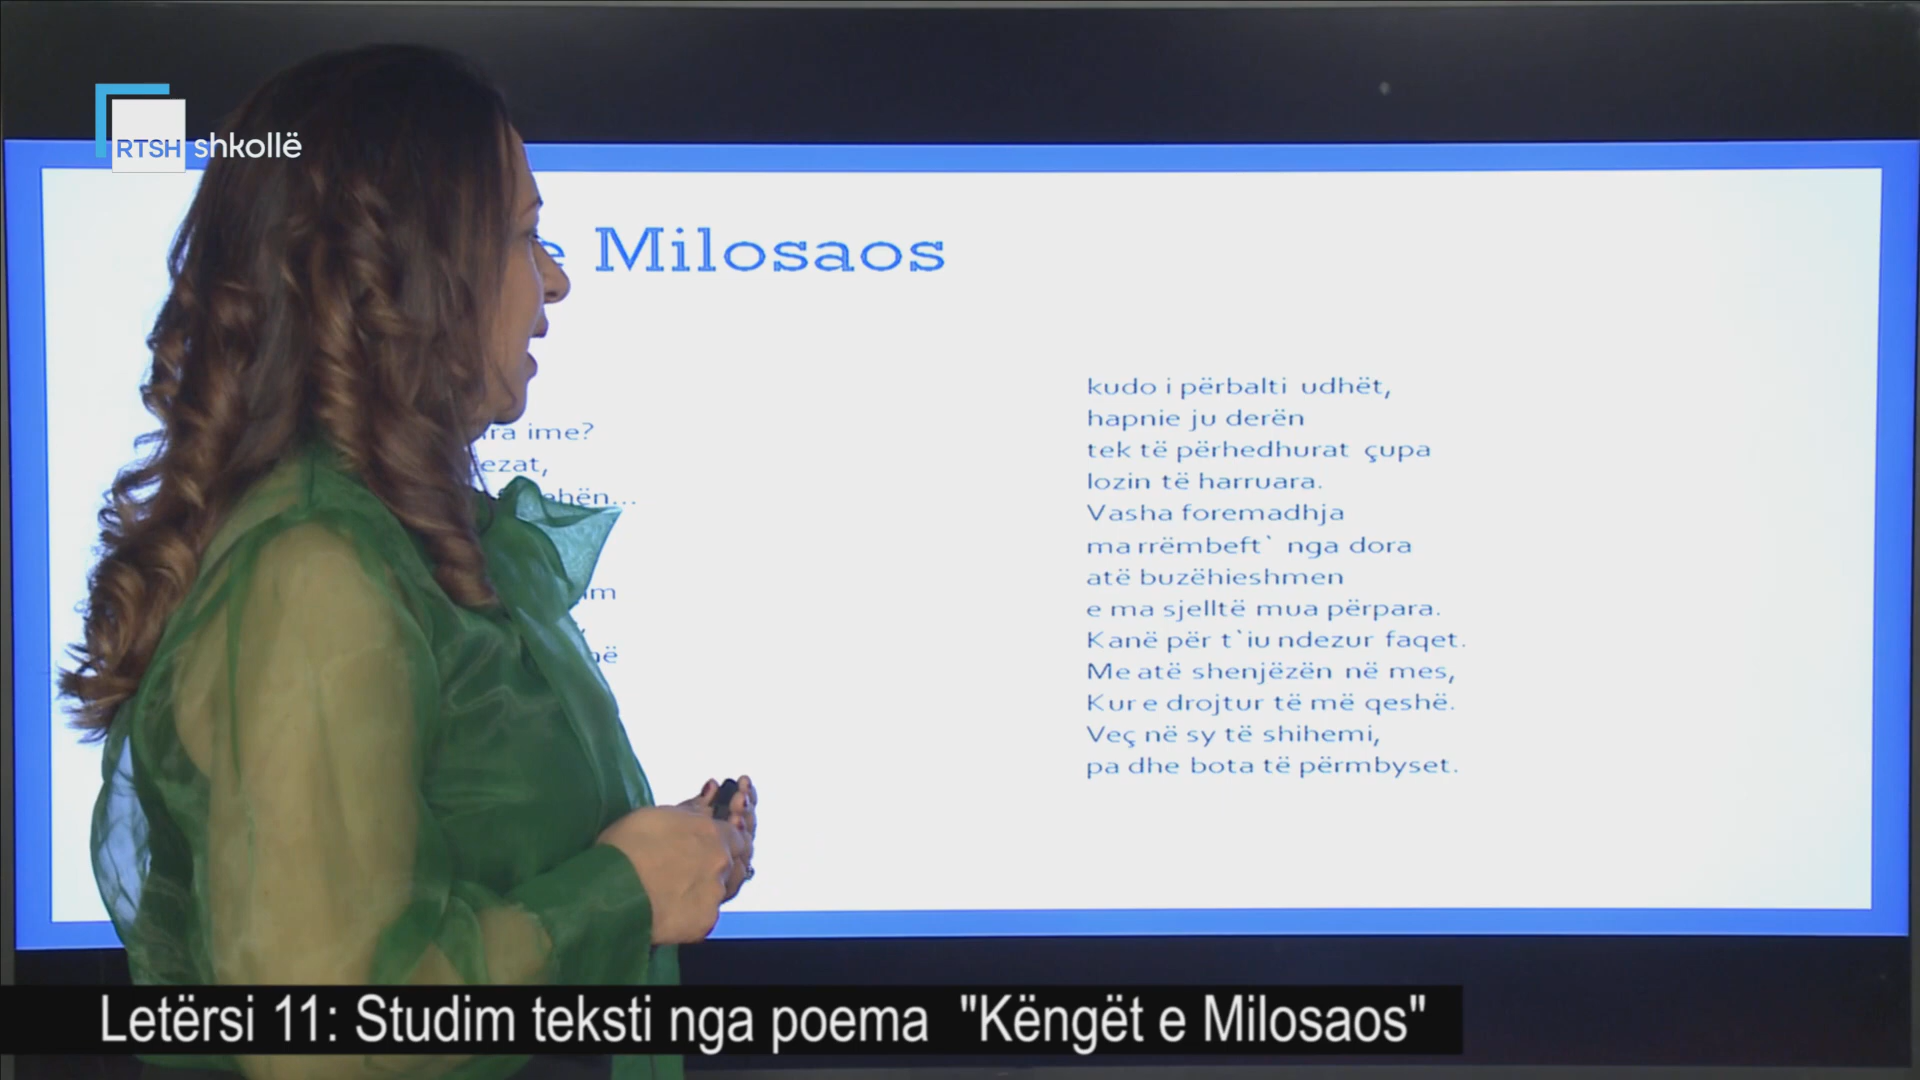 RTSH shkollë
e Milosaos
ime?
kudo i përbalti udhët,
hapnie ju derën
tek të përhedhurat çupa
lozin të harruara.
Vasha foremadhja
ma rrëmbeft` nga dora
atë buzëhieshmen
e ma sjelltë mua përpara.
Kanë për t`iu ndezur faqet.
Me atë shenjëzën në mes,
Kur e drojtur të më qeshë.
Veç në sy të shihemi,
pa dhe bota të përmbyset.
Letërsi 11: Studim teksti nga poema "Këngët e Milosaos"